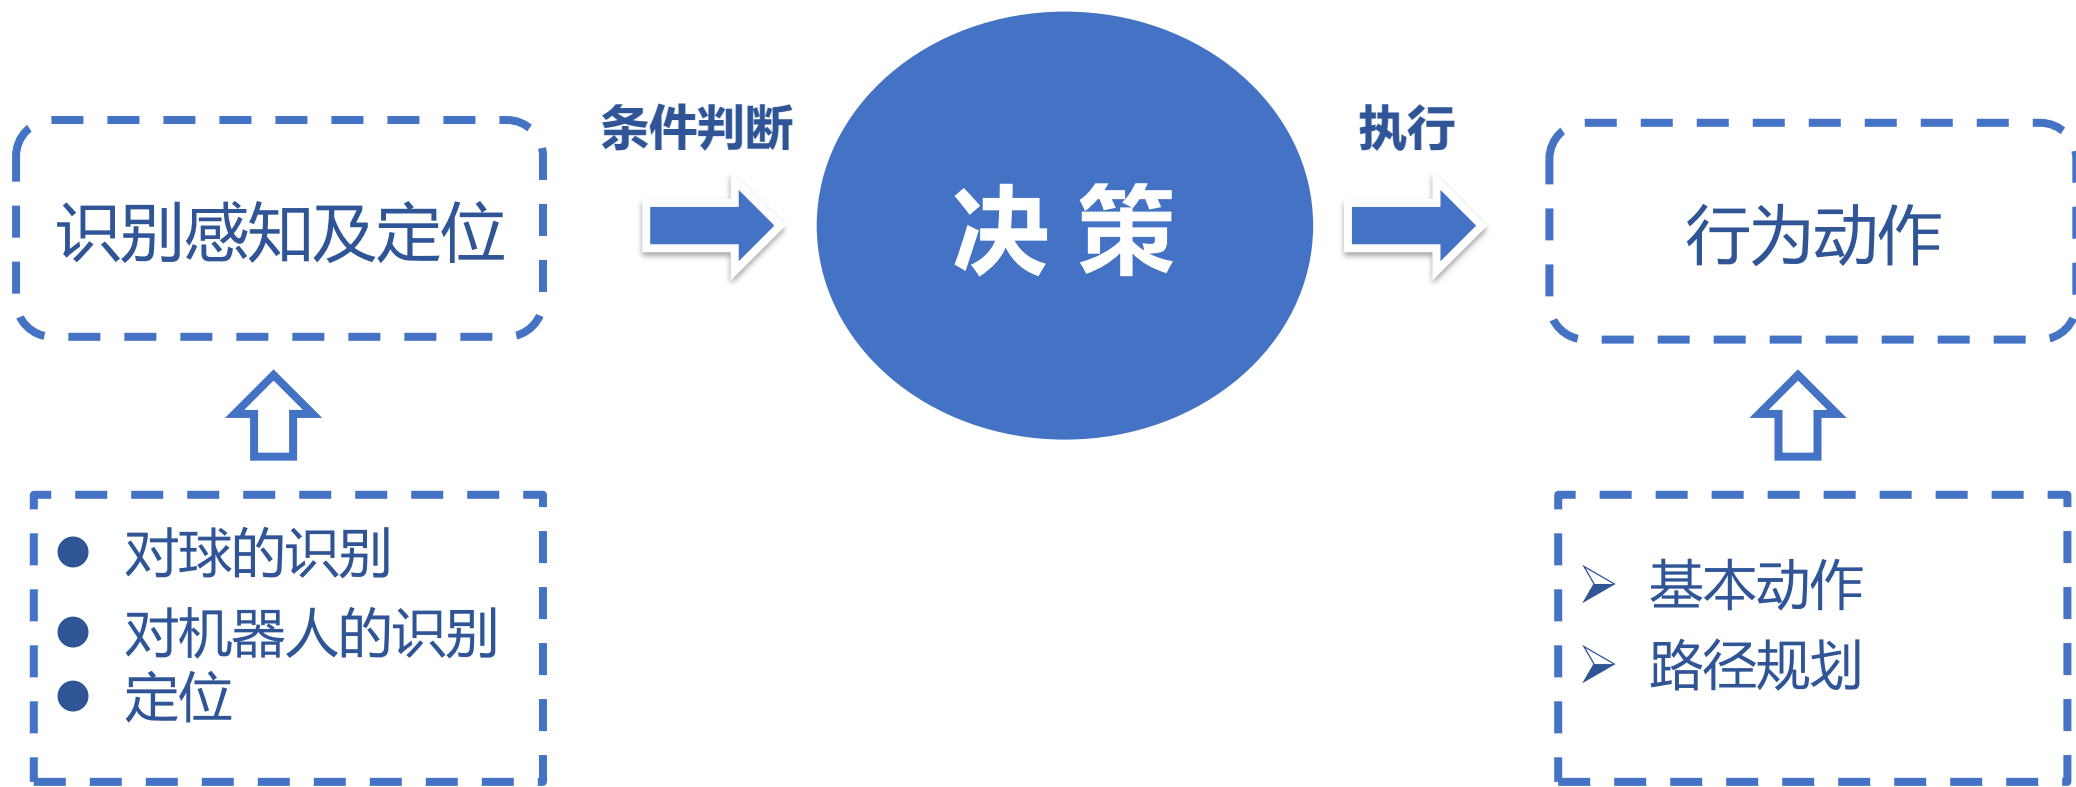 识别感知及定位
条件判断
决策
执行
行为动作
对球的识别
对机器人的识别
定位
基本动作
路径规划